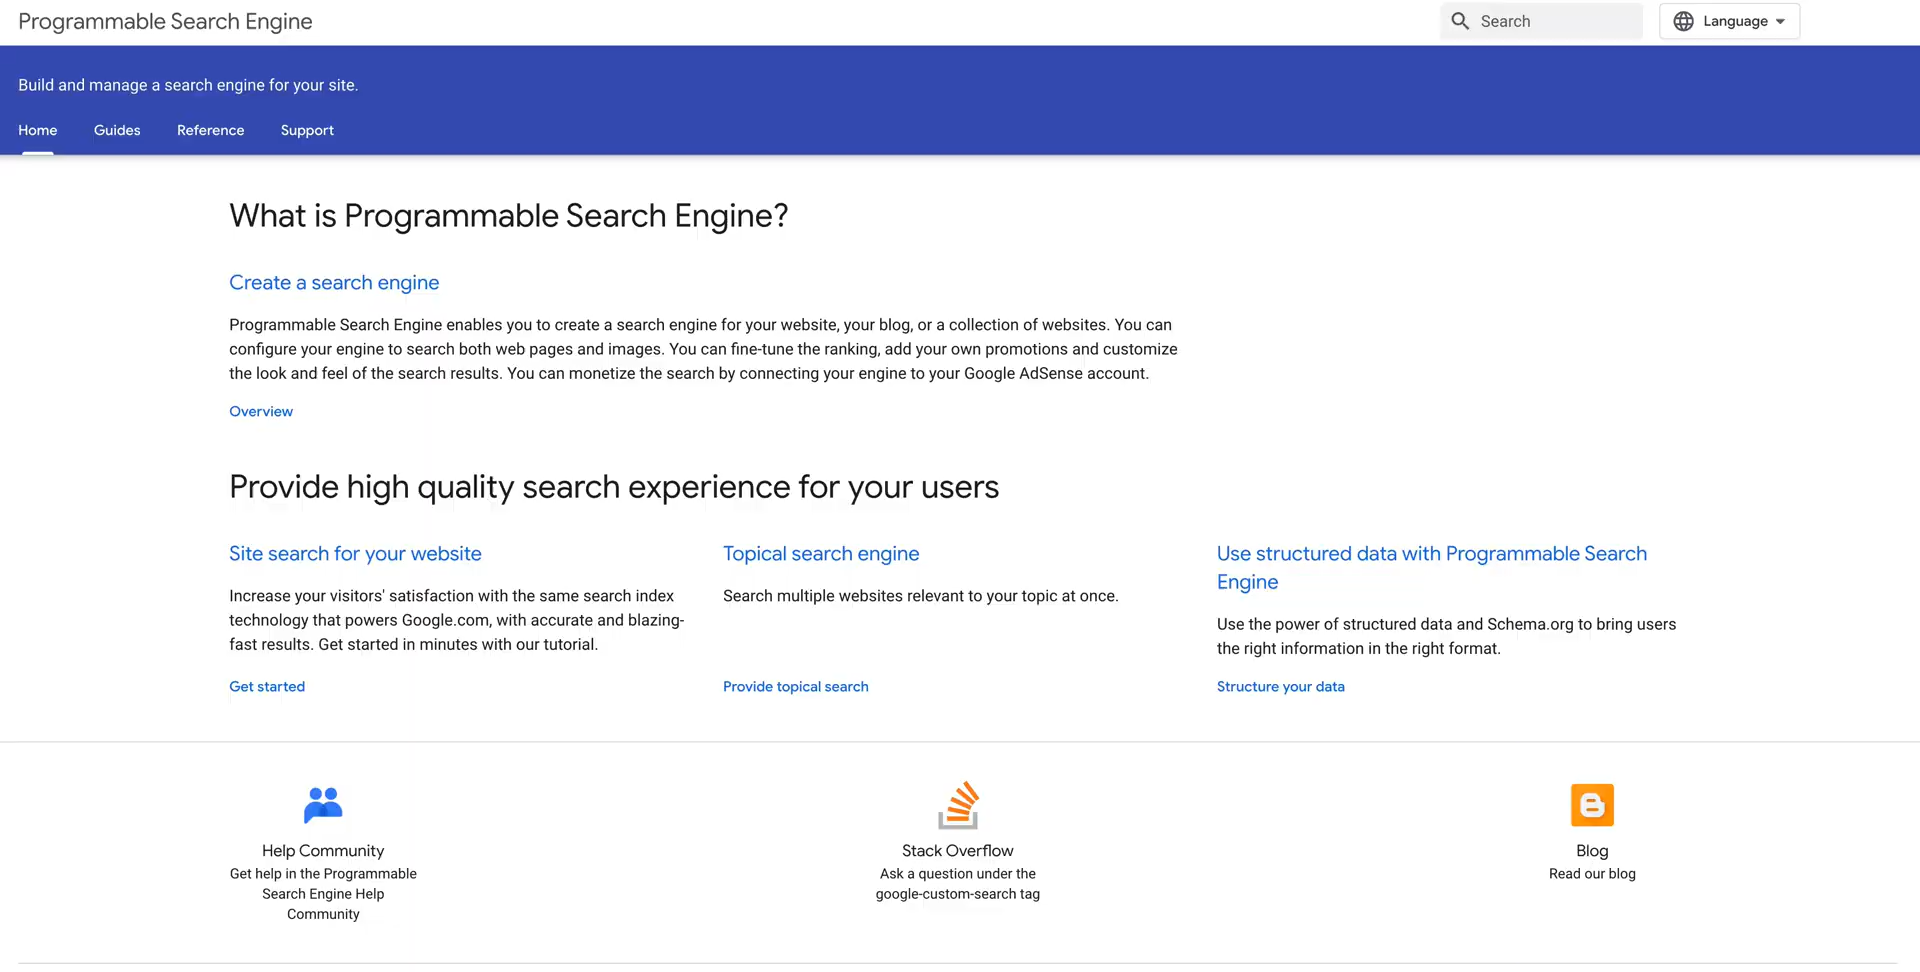 Programmable Search Engine
Search
Language
Build and manage a search engine for your site.
Home
Guides
Reference
Support
What is Programmable Search Engine?
Create a search engine
Programmable Search Engine enables you to create a search engine for your website, your blog, or a collection of websites. You can
configure your engine to search both web pages and images. You can fine-tune the ranking, add your own promotions and customize
the look and feel of the search results. You can monetize the search by connecting your engine to your Google AdSense account.
Overview
Provide high quality search experience for your users
Site search for your website
Increase your visitors' satisfaction with the same search index
technology that powers Google.com, with accurate and blazing-
fast results. Get started in minutes with our tutorial.
Get started
Topical search engine
Search multiple websites relevant to your topic at once.
Provide topical search
Use structured data with Programmable Search
Engine
Use the power of structured data and Schema.org to bring users
the right information in the right format.
Structure your data
Help Community
Get help in the Programmable
Search Engine Help
Community
Stack Overflow
Ask a question under the
google-custom-search tag
Blog
Read our blog